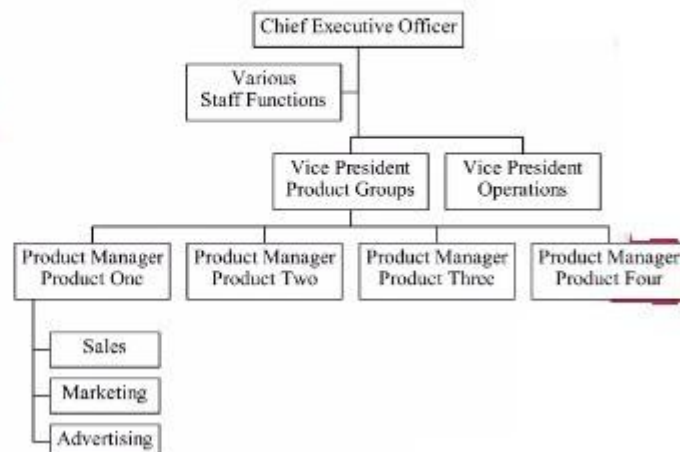 Chief Executive Officer
Various
Staff Functions
Vice President
Product Groups
Vice President
Operations
Product Manager
Product One
Product Manager
Product Two
Product Manager
Product Three
Product Manager
Product Four
Sales
Marketing
Advertising